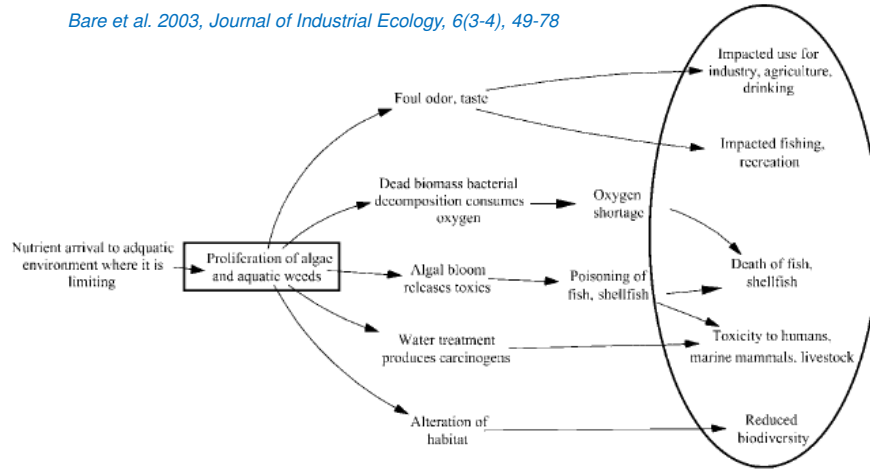 Bare et al. 2003, Journal of Industrial Ecology, 6(3-4), 49-78
Impacted use for
industry, agriculture,
drinking
Foul odor, taste
Impacted fishing,
recreation
Dead biomass bacterial
decomposition consumes
oxygen
Oxygen
shortage
Nutrient arrival to adquatic
environment where it is
limiting
Proliferation of algae
and aquatic weeds
Algal bloom
releases toxics
Poisoning of
fish, shellfish
Death of fish,
shellfish
Water treatment
produces carcinogens
Toxicity to humans,
marine mammals, livestock
Alteration of
habitat
Reduced
biodiversity